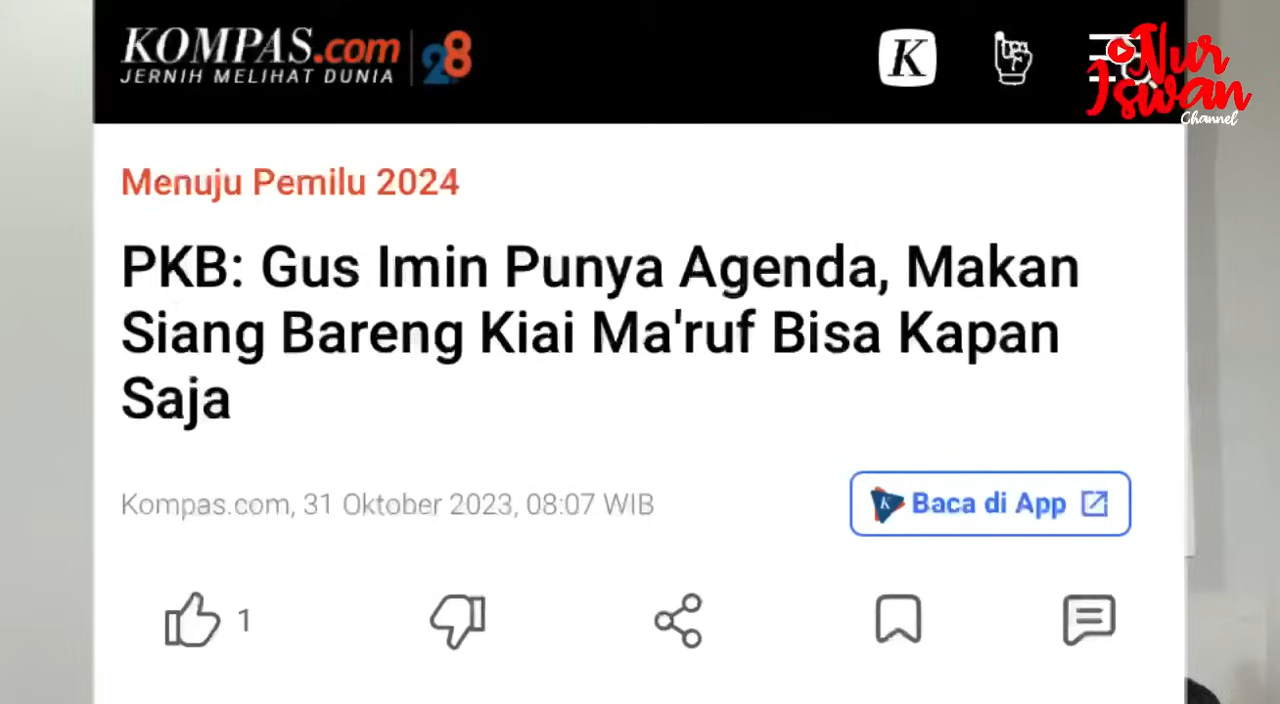 KOMPAS.com 28
JERNIH MELIHAT DUNIA
K
Nur
Iswan
Channel
Menuju Pemilu 2024
PKB: Gus Imin Punya Agenda, Makan
Siang Bareng Kiai Ma'ruf Bisa Kapan
Saja
Kompas.com, 31 Oktober 2023, 08:07 WIB
K Baca di App
1